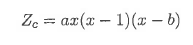 Z_c = ax(x − 1)(x − b)